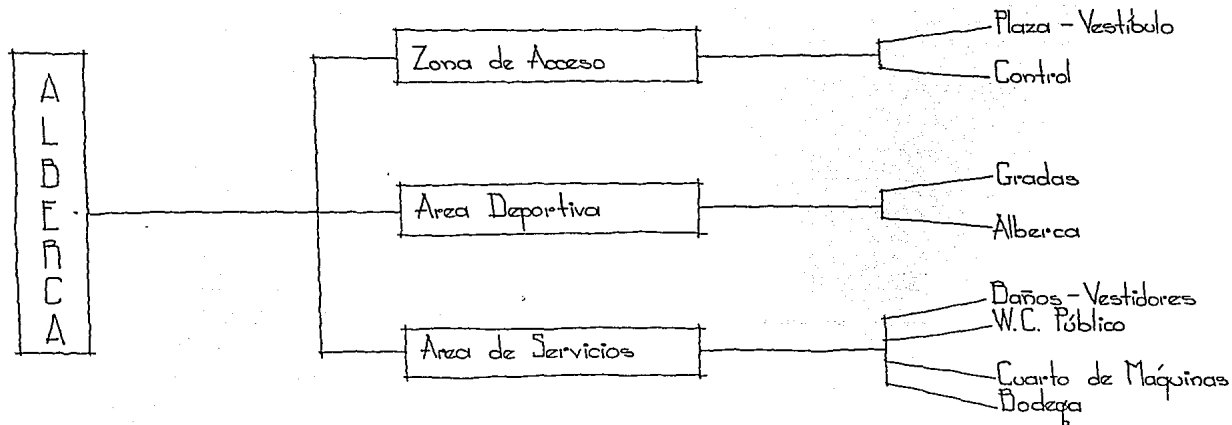 ALBERCA
Zona de Acceso
Plaza - Vestíbulo
Control
Area Deportiva
Gradas
Alberca
Area de Servicios
Baños - Vestidores
W.C. Público
Cuarto de Máquinas
Bodega